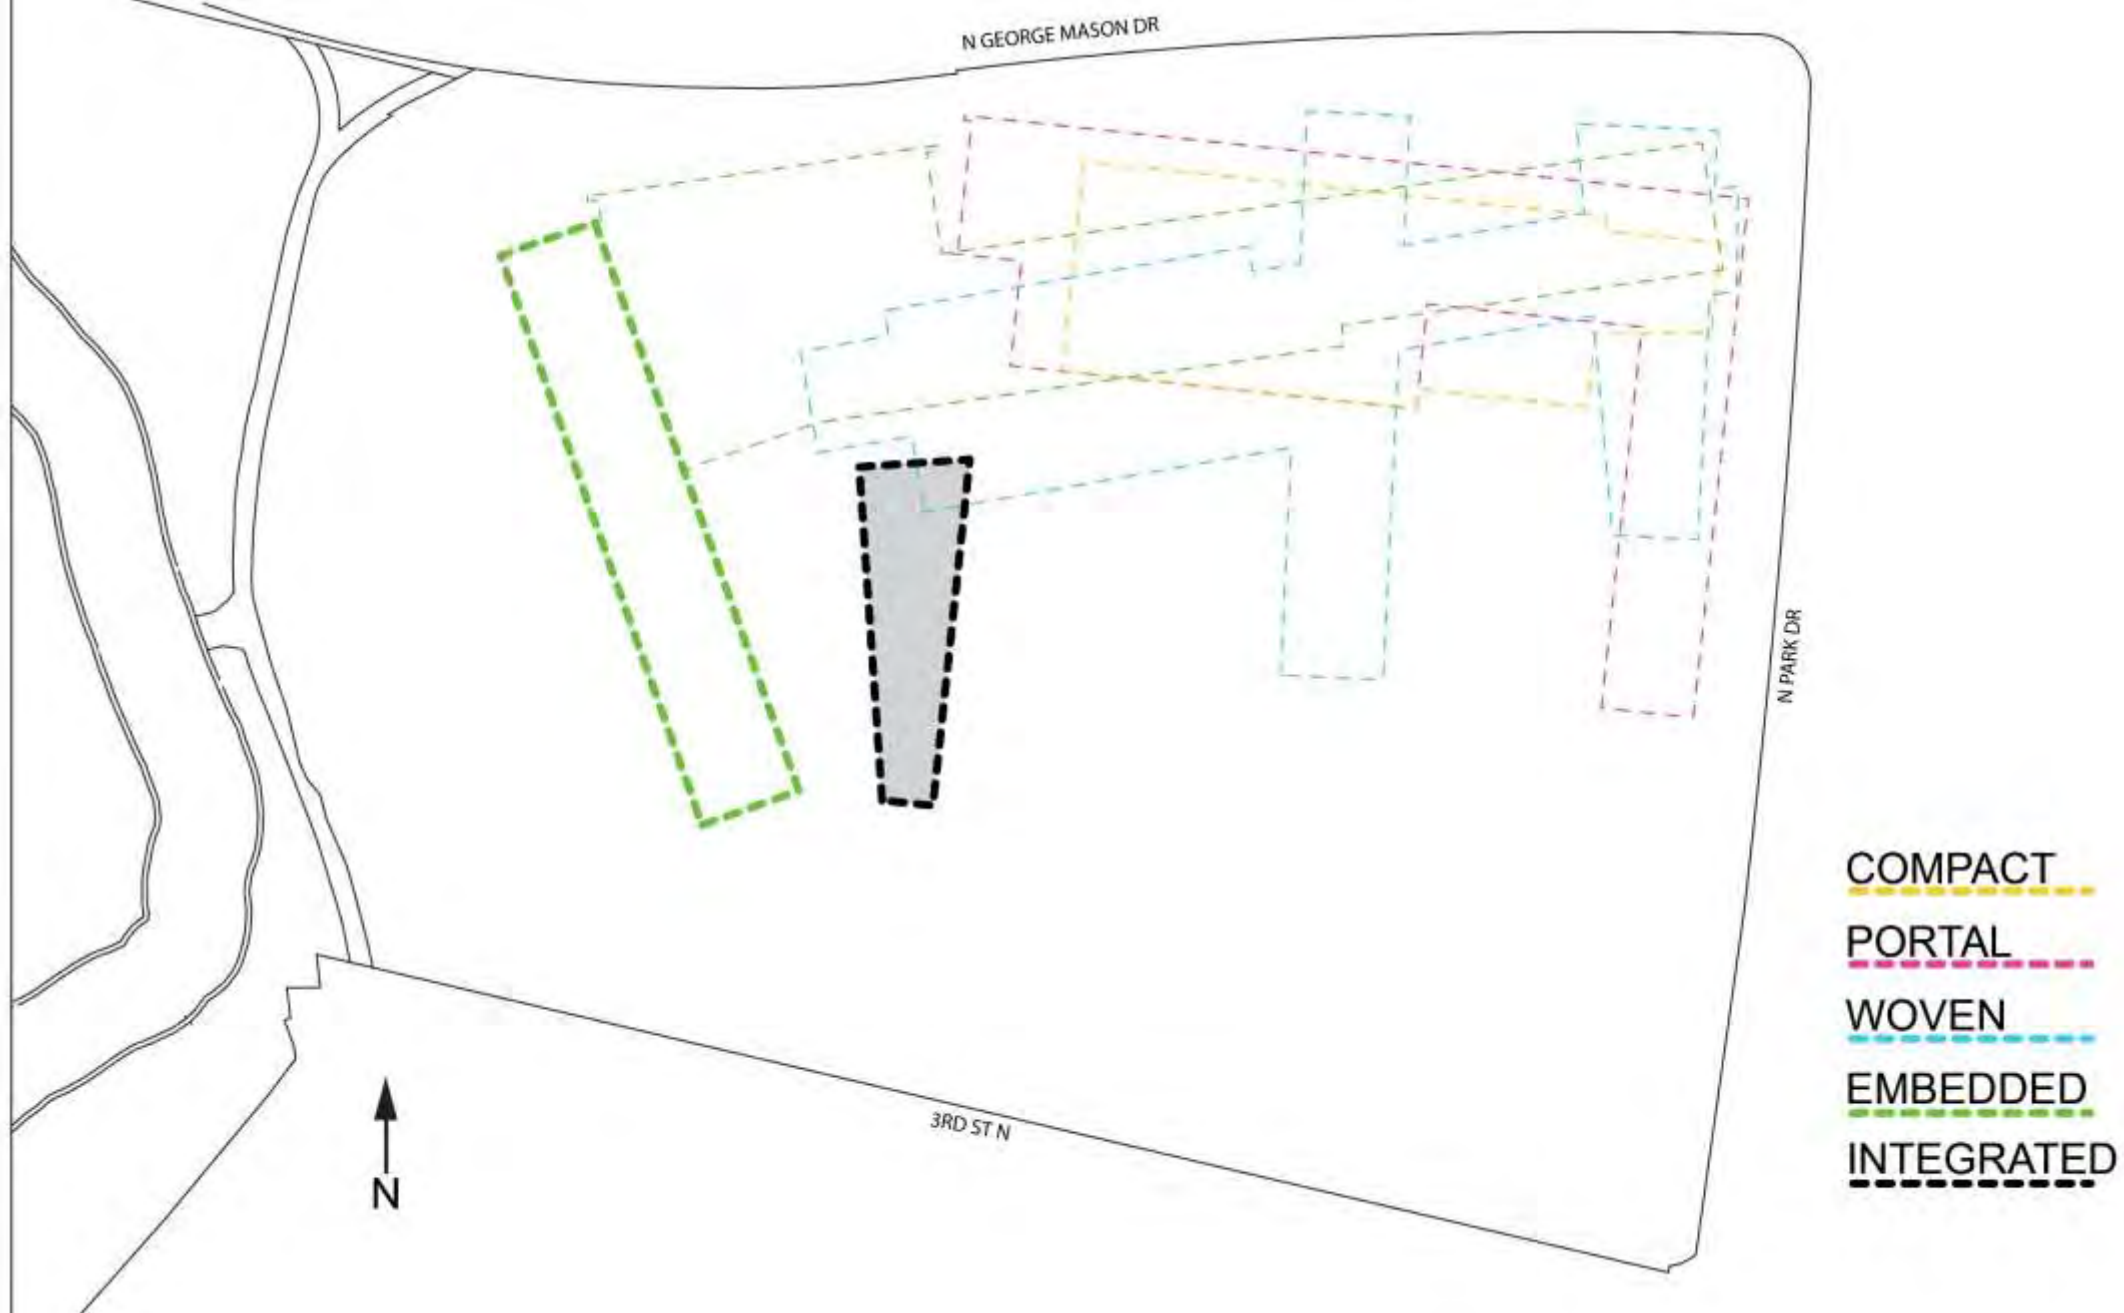 N GEORGE MASON DR
N PARK DR
COMPACT
PORTAL
WOVEN
EMBEDDED
3RD ST N
INTEGRATED
N